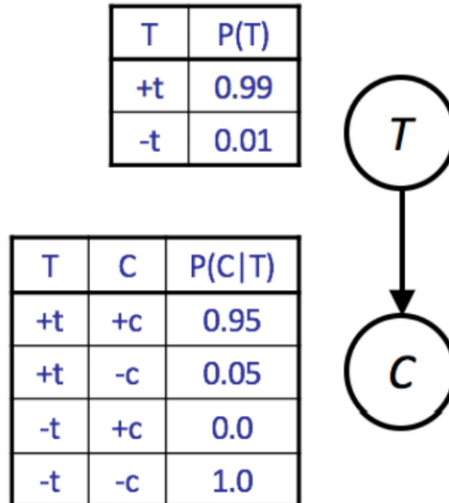 T P(T)
+t 0.99
-t 0.01
T
T C P(C|T)
+t +c 0.95
+t -c 0.05
-t +c 0.0
-t -c 1.0
C